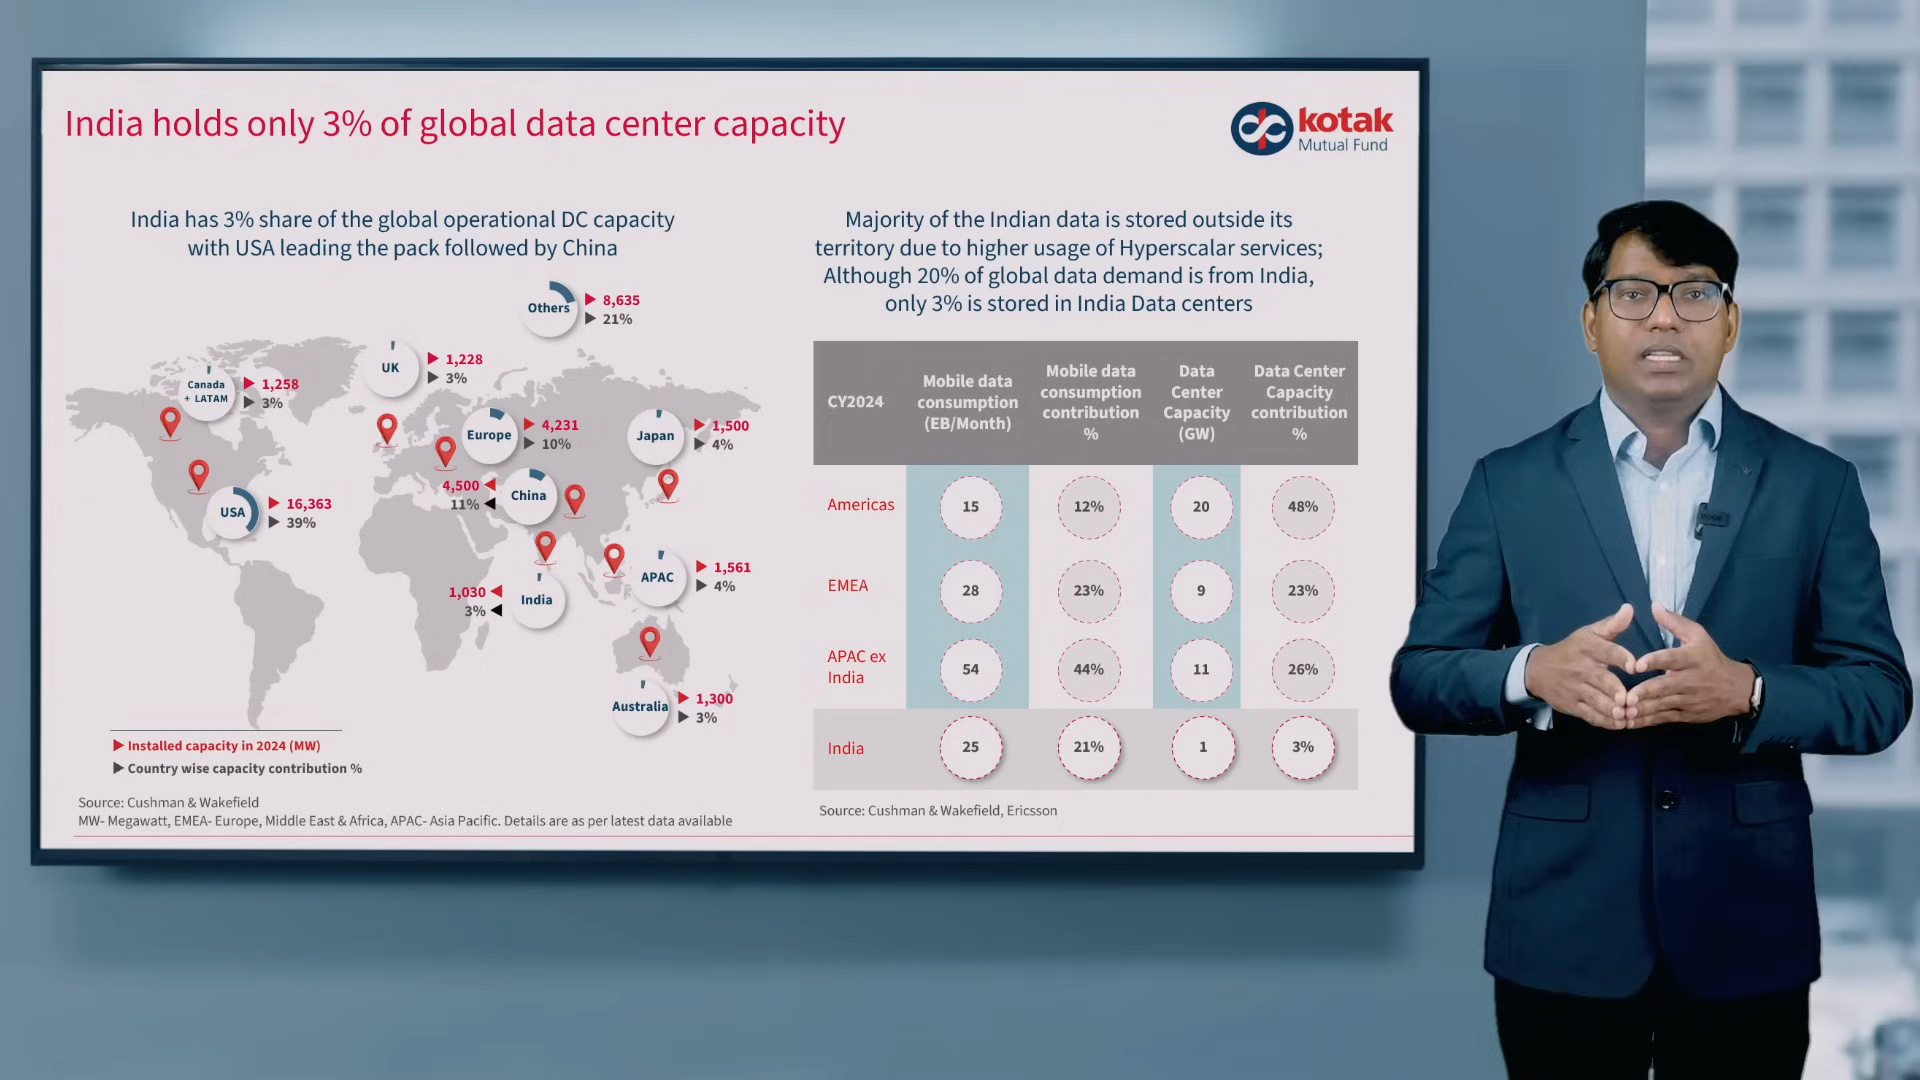 India holds only 3% of global data center capacity
kotak
Mutual Fund
India has 3% share of the global operational DC capacity
with USA leading the pack followed by China
Others
8,635
21%
UK
1,228
3%
Canada
+ LATAM
1,258
3%
Europe
4,231
10%
Japan
1,500
4%
China
4,500
11%
USA
16,363
39%
APAC
1,561
4%
India
1,030
3%
Australia
1,300
3%
Installed capacity in 2024 (MW)
Country wise capacity contribution %
Source: Cushman & Wakefield
MW- Megawatt, EMEA- Europe, Middle East & Africa, APAC- Asia Pacific. Details are as per latest data available
Majority of the Indian data is stored outside its
territory due to higher usage of Hyperscalar services;
Although 20% of global data demand is from India,
only 3% is stored in India Data centers
CY2024
Mobile data
consumption
(EB/Month)
Mobile data
consumption
contribution
%
Data
Center
Capacity
(GW)
Data Center
Capacity
contribution
%
Americas 15 12% 20 48%
EMEA 28 23% 9 23%
APAC ex
India 54 44% 11 26%
India 25 21% 1 3%
Source: Cushman & Wakefield, Ericsson